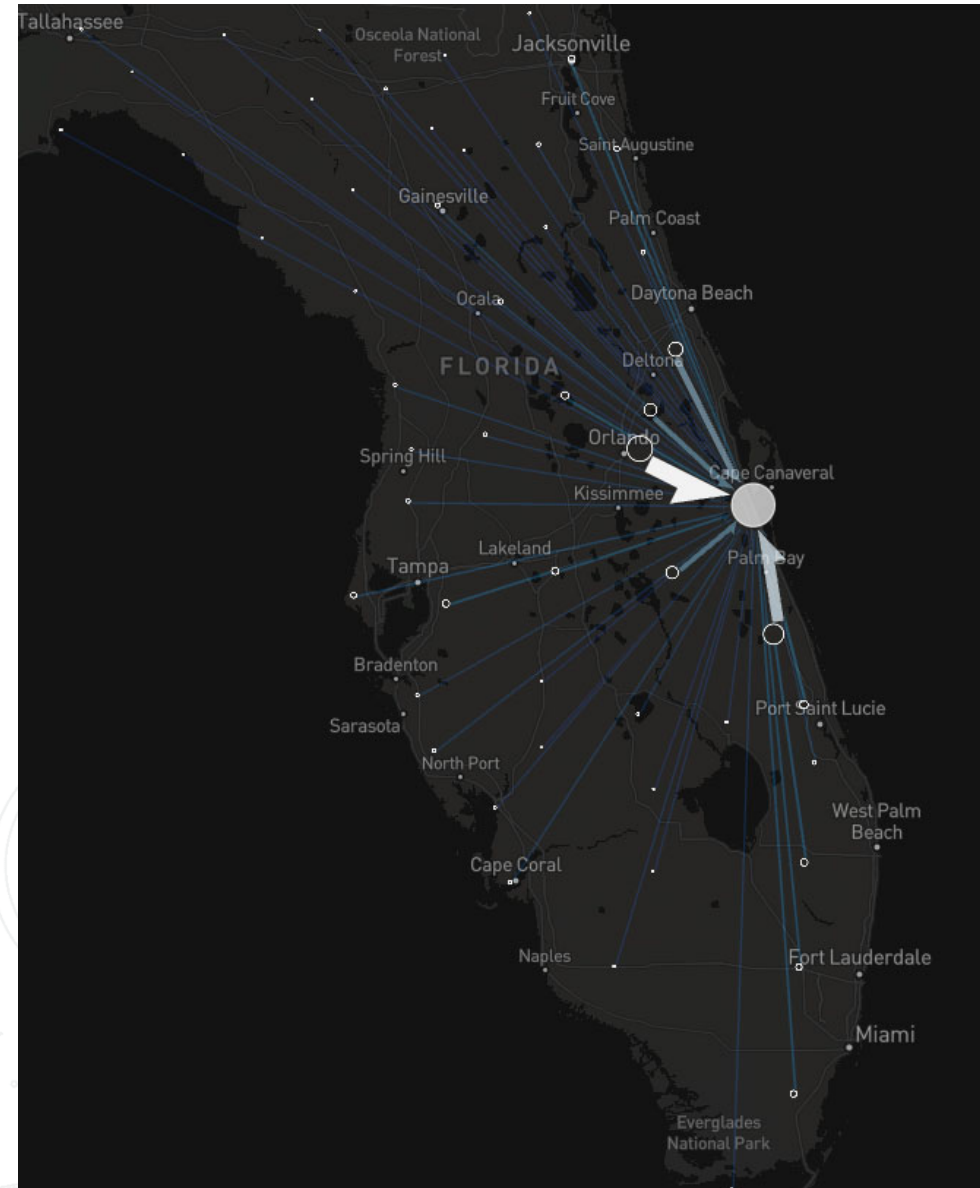 Tallahassee
Osceola National
Forest
Jacksonville
Fruit Cove
Saint Augustine
Gainesville
Palm Coast
Ocala
Daytona Beach
FLORIDA
Deltona
Orlando
Spring Hill
Cape Canaveral
Kissimmee
Lakeland
Tampa
Palm Bay
Bradenton
Sarasota
Port Saint Lucie
North Port
West Palm
Beach
Cape Coral
Naples
Fort Lauderdale
Miami
Everglades
National Park